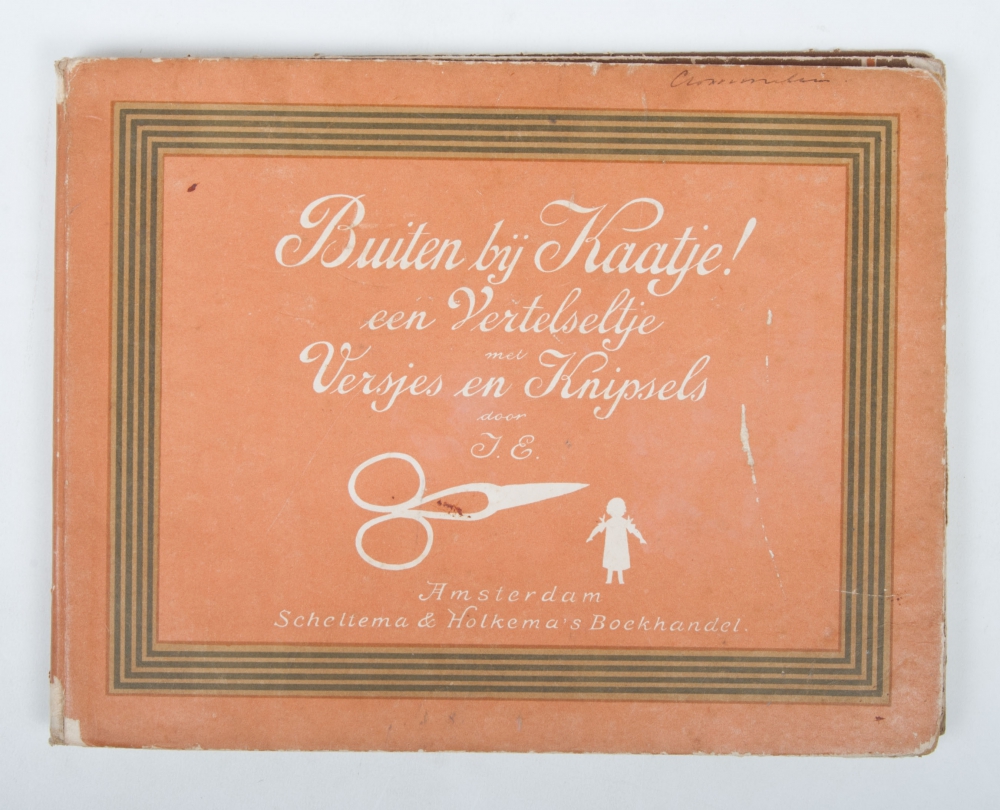 Buiten bij Kaatje!
een Vertelseltje
met
Versjes en Knipsels
door
J. E.
Amsterdam
Scheltema & Holkema's Boekhandel.